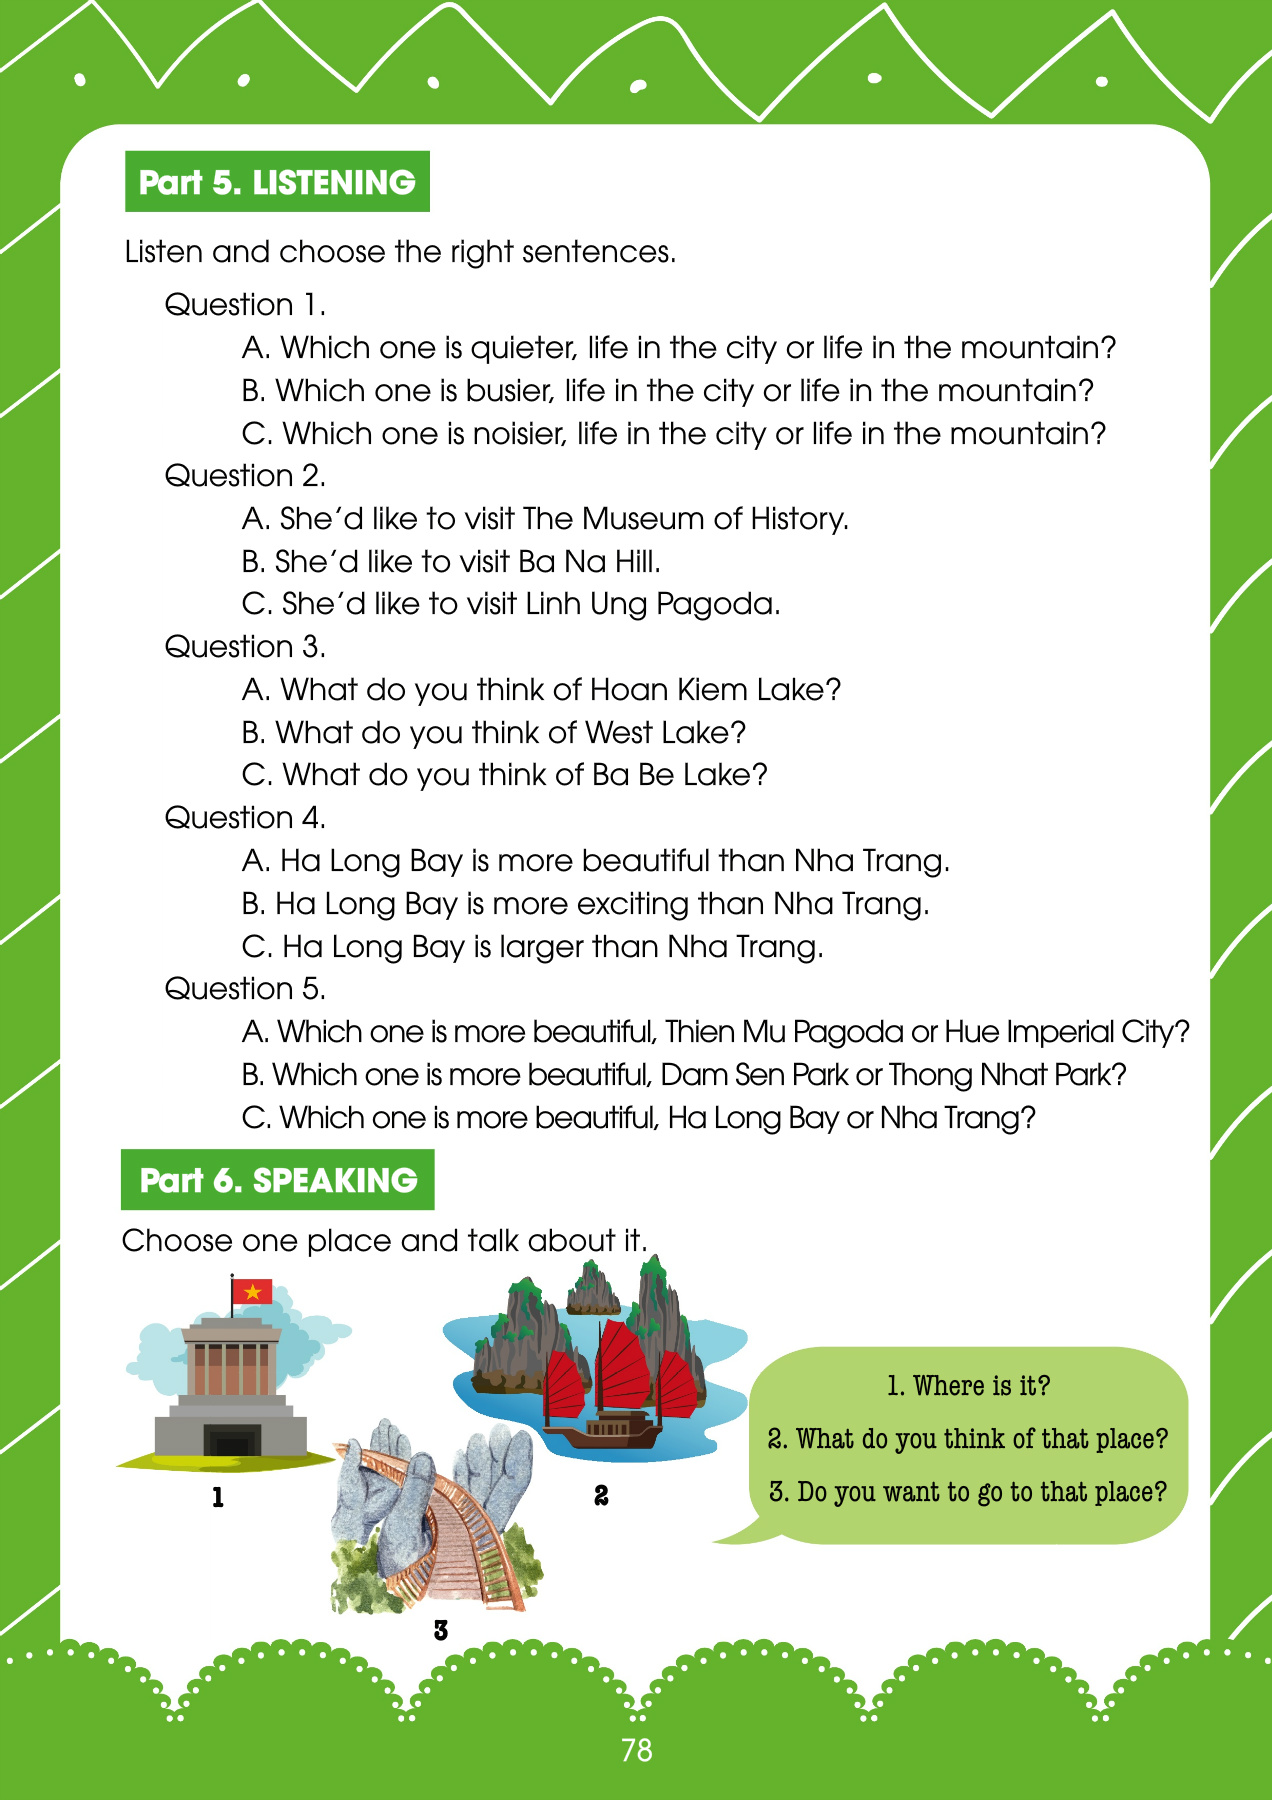 Part 5. LISTENING
Listen and choose the right sentences.
Question 1.
A. Which one is quieter, life in the city or life in the mountain?
B. Which one is busier, life in the city or life in the mountain?
C. Which one is noisier, life in the city or life in the mountain?
Question 2.
A. She’d like to visit The Museum of History.
B. She’d like to visit Ba Na Hill.
C. She’d like to visit Linh Ung Pagoda.
Question 3.
A. What do you think of Hoan Kiem Lake?
B. What do you think of West Lake?
C. What do you think of Ba Be Lake?
Question 4.
A. Ha Long Bay is more beautiful than Nha Trang.
B. Ha Long Bay is more exciting than Nha Trang.
C. Ha Long Bay is larger than Nha Trang.
Question 5.
A. Which one is more beautiful, Thien Mu Pagoda or Hue Imperial City?
B. Which one is more beautiful, Dam Sen Park or Thong Nhat Park?
C. Which one is more beautiful, Ha Long Bay or Nha Trang?
Part 6. SPEAKING
Choose one place and talk about it.
1. Where is it?
2. What do you think of that place?
3. Do you want to go to that place?
1
2
3
78